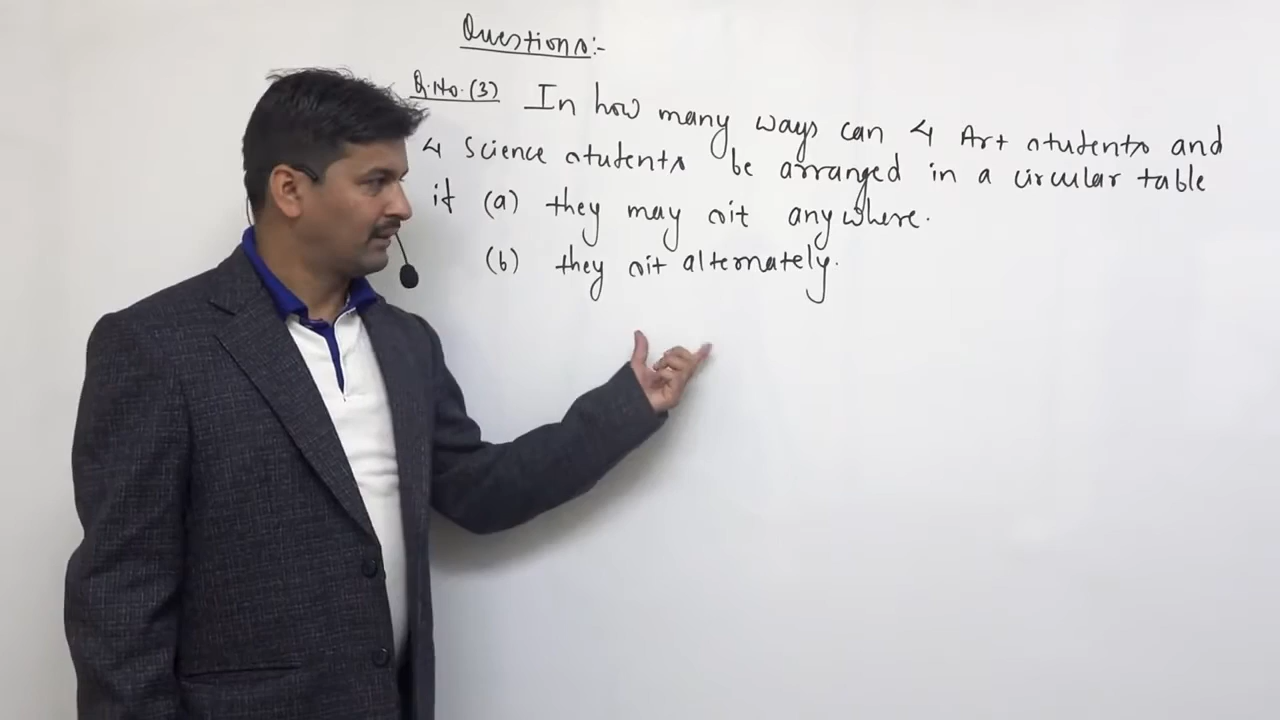 Questions:-
Q.No.(3) In how many ways can 4 Art students and
4 Science students be arranged in a circular table
if (a) they may sit anywhere.
(b) they sit alternately.